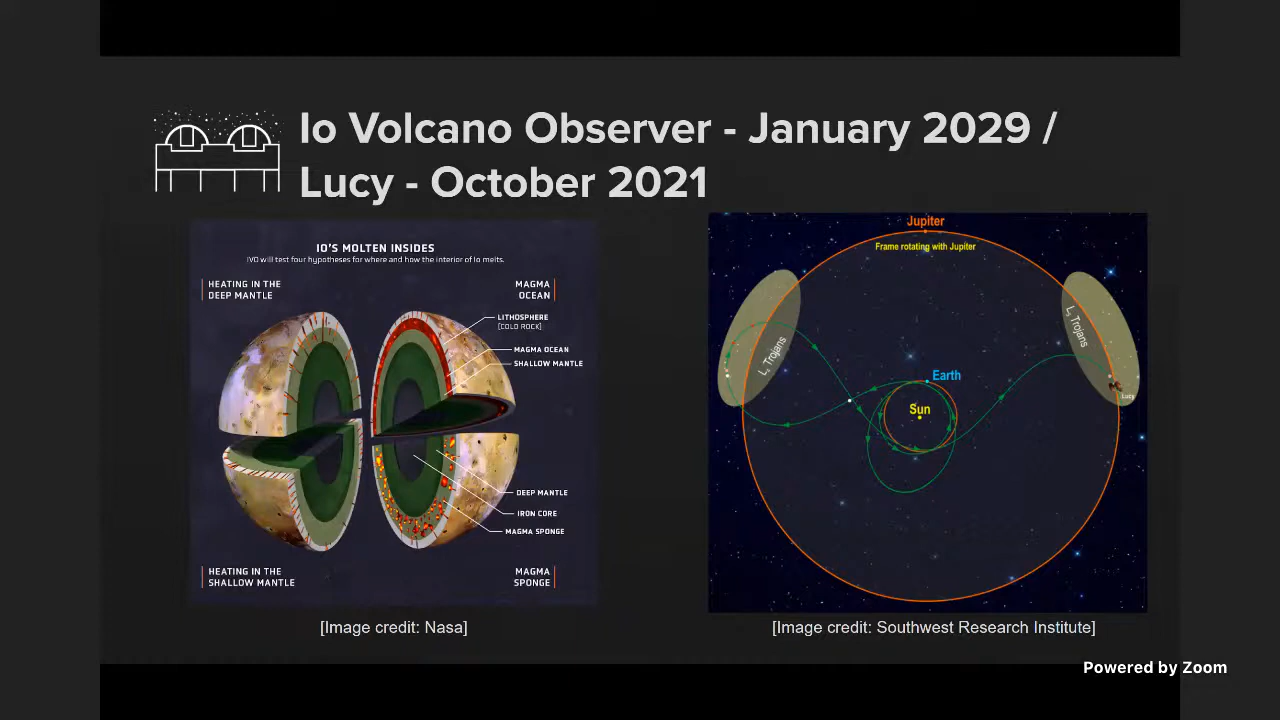 Io Volcano Observer - January 2029 /
Lucy - October 2021
IO'S MOLTEN INSIDES
IVO will test four hypotheses for where and how the interior of Io melts.
HEATING IN THE
DEEP MANTLE
MAGMA
OCEAN
LITHOSPHERE
[COLD ROCK]
MAGMA OCEAN
SHALLOW MANTLE
DEEP MANTLE
IRON CORE
MAGMA SPONGE
HEATING IN THE
SHALLOW MANTLE
MAGMA
SPONGE
[Image credit: Nasa]
Jupiter
Frame rotating with Jupiter
L₄ Trojans
L₅ Trojans
Earth
Sun
Lucy
[Image credit: Southwest Research Institute]
Powered by Zoom